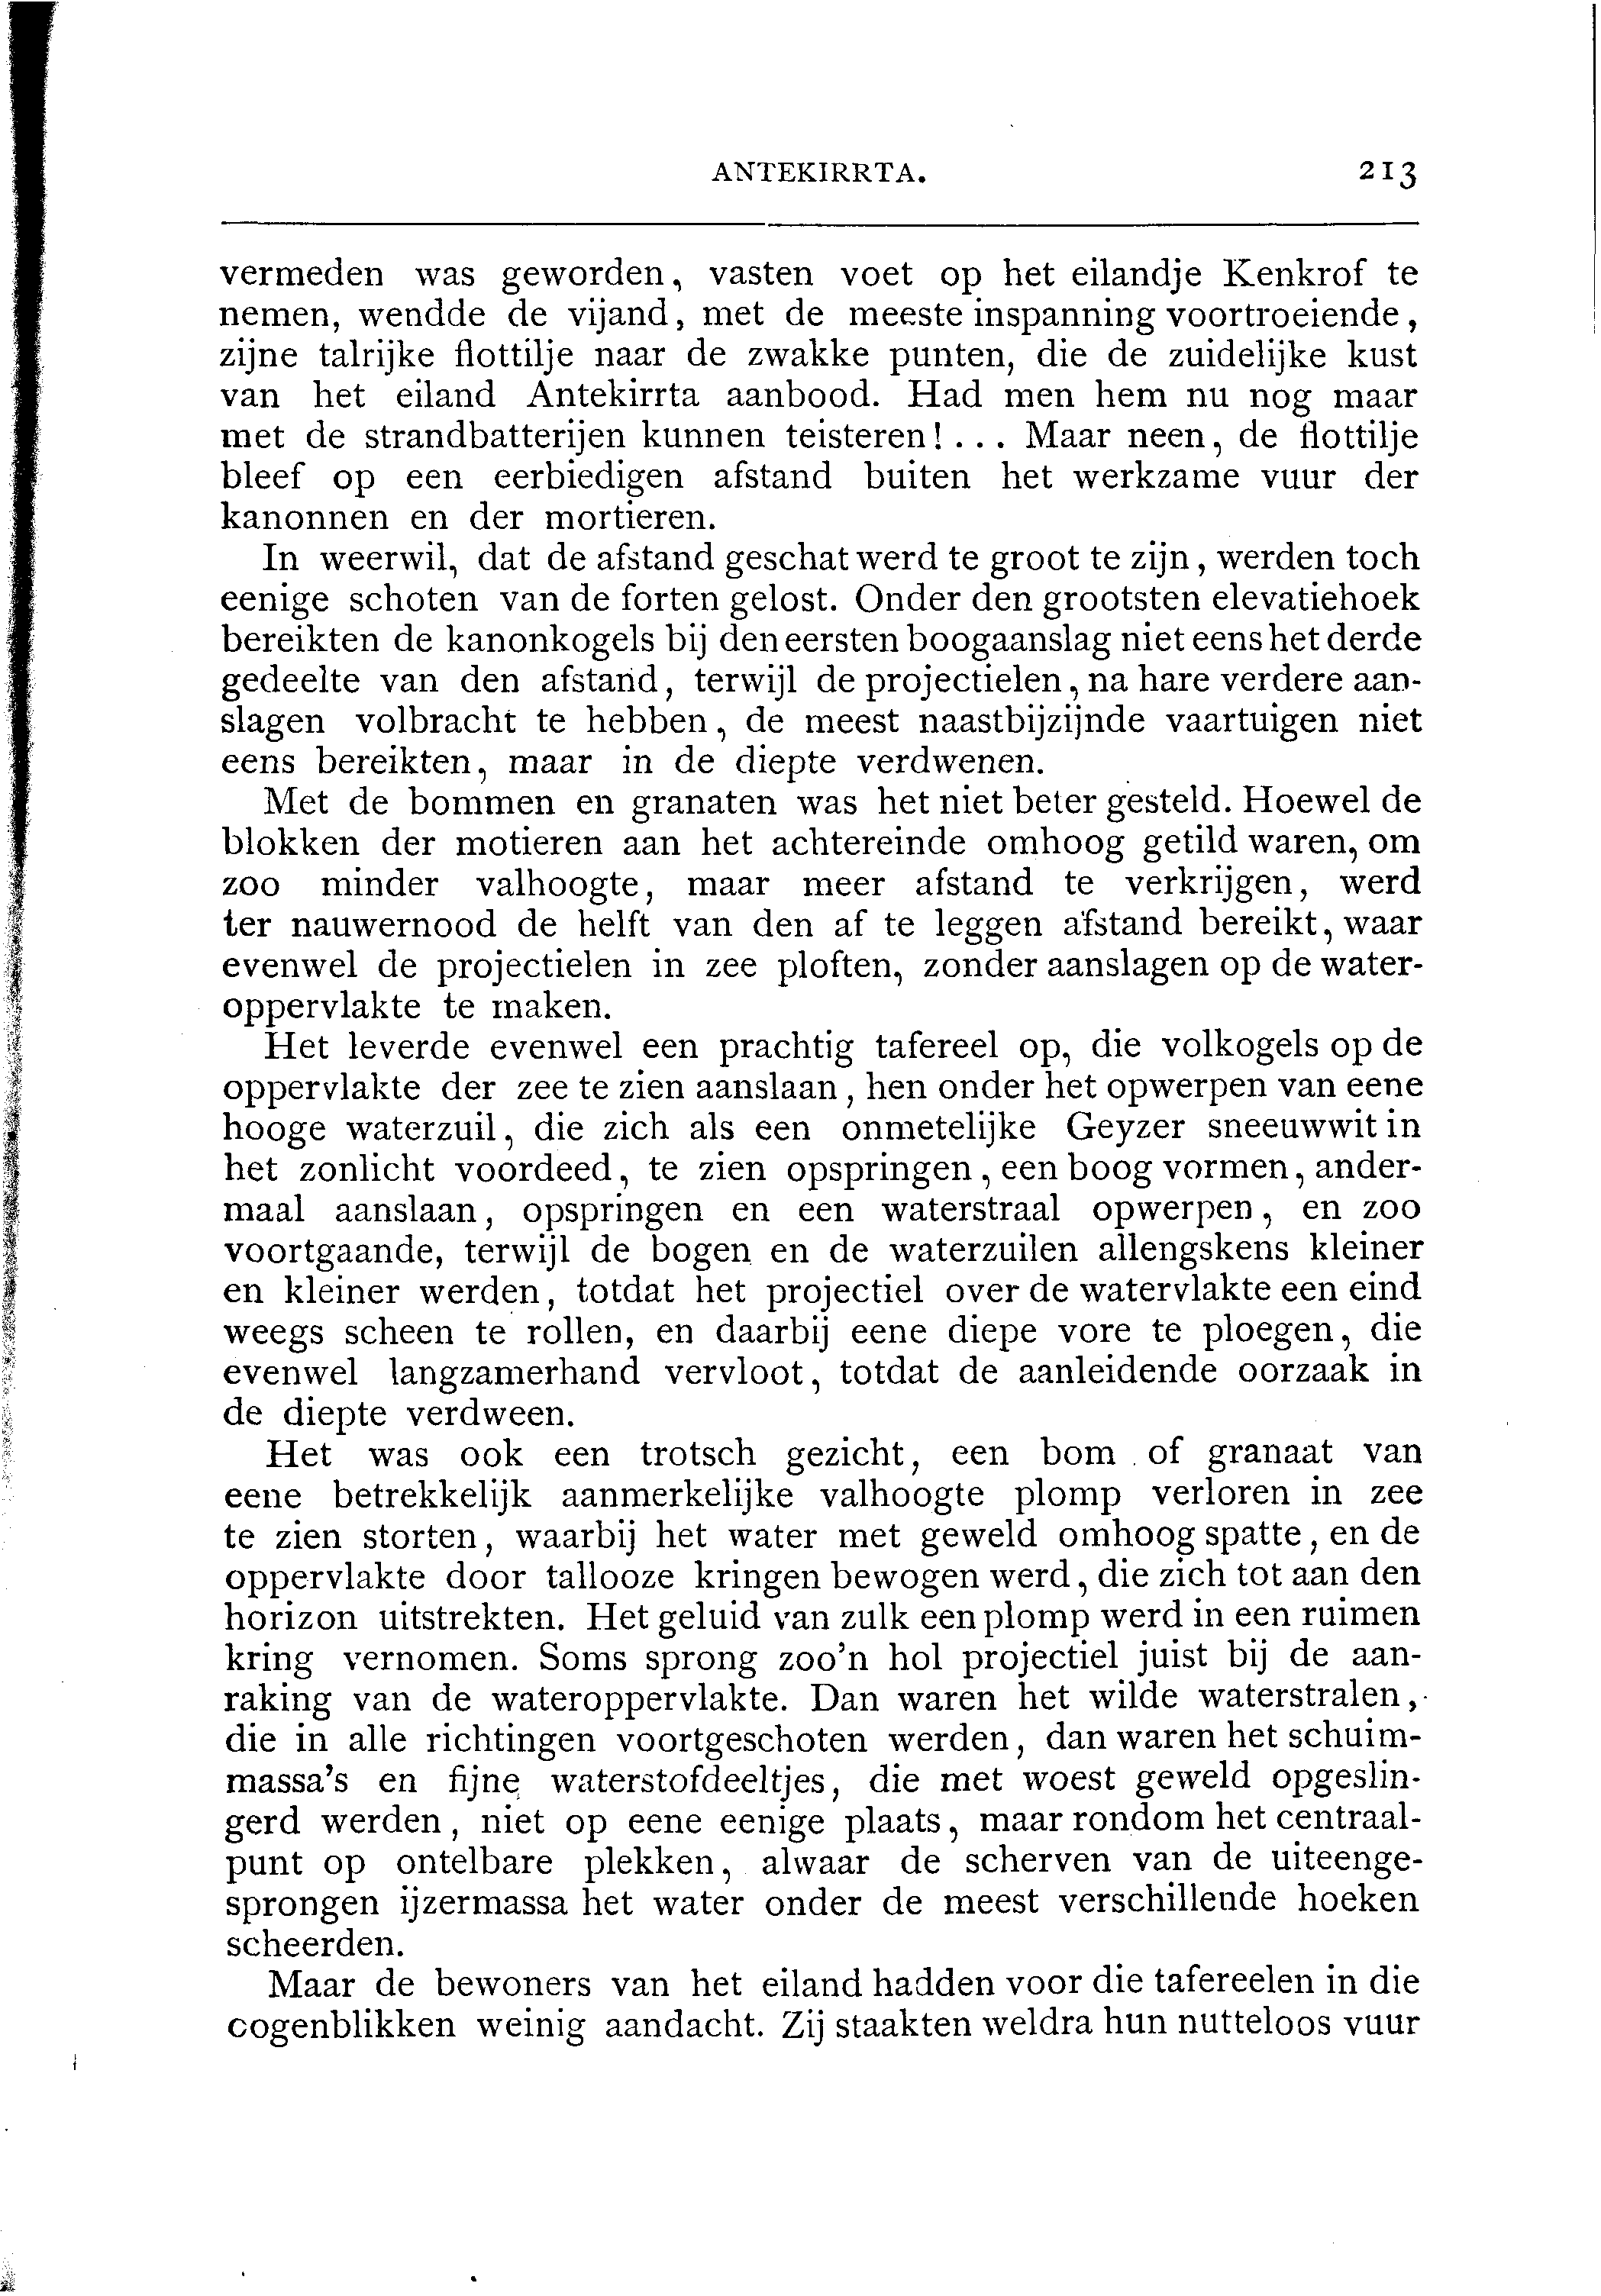 ANTEKIRRTA. 213
vermeden was geworden, vasten voet op het eilandje Kenkrof te
nemen, wendde de vijand, met de meeste inspanning voortroeiende,
zijne talrijke flottilje naar de zwakke punten, die de zuidelijke kust
van het eiland Antekirrta aanbood. Had men hem nu nog maar
met de strandbatterijen kunnen teisteren!... Maar neen, de flottilje
bleef op een eerbiedigen afstand buiten het werkzame vuur der
kanonnen en der mortieren.
In weerwil, dat de afstand geschat werd te groot te zijn, werden toch
eenige schoten van de forten gelost. Onder den grootsten elevatiehoek
bereikten de kanonkogels bij den eersten boogaanslag niet eens het derde
gedeelte van den afstand, terwijl de projectielen, na hare verdere aan-
slagen volbracht te hebben, de meest naastbijzijnde vaartuigen niet
eens bereikten, maar in de diepte verdwenen.
Met de bommen en granaten was het niet beter gesteld. Hoewel de
blokken der motieren aan het achtereinde omhoog getild waren, om
zoo minder valhoogte, maar meer afstand te verkrijgen, werd
ter nauwernood de helft van den af te leggen afstand bereikt, waar
evenwel de projectielen in zee ploften, zonder aanslagen op de water-
oppervlakte te maken.
Het leverde evenwel een prachtig tafereel op, die volkogels op de
oppervlakte der zee te zien aanslaan, hen onder het opwerpen van eene
hooge waterzuil, die zich als een onmetelijke Geyzer sneeuwwit in
het zonlicht voordeed, te zien opspringen, een boog vormen, ander-
maal aanslaan, opspringen en een waterstraal opwerpen, en zoo
voortgaande, terwijl de bogen en de waterzuilen allengskens kleiner
en kleiner werden, totdat het projectiel over de watervlakte een eind
weegs scheen te rollen, en daarbij eene diepe vore te ploegen, die
evenwel langzamerhand vervloot, totdat de aanleidende oorzaak in
de diepte verdween.
Het was ook een trotsch gezicht, een bom of granaat van
eene betrekkelijk aanmerkelijke valhoogte plomp verloren in zee
te zien storten, waarbij het water met geweld omhoog spatte, en de
oppervlakte door tallooze kringen bewogen werd, die zich tot aan den
horizon uitstrekten. Het geluid van zulk een plomp werd in een ruimen
kring vernomen. Soms sprong zoo'n hol projectiel juist bij de aan-
raking van de wateroppervlakte. Dan waren het wilde waterstralen,
die in alle richtingen voortgeschoten werden, dan waren het schuim-
massa's en fijne waterstofdeeltjes, die met woest geweld opgeslin-
gerd werden, niet op eene eenige plaats, maar rondom het centraal-
punt op ontelbare plekken, alwaar de scherven van de uiteenge-
sprongen ijzermassa het water onder de meest verschillende hoeken
scheerden.
Maar de bewoners van het eiland hadden voor die tafereelen in die
oogenblikken weinig aandacht. Zij staakten weldra hun nutteloos vuur